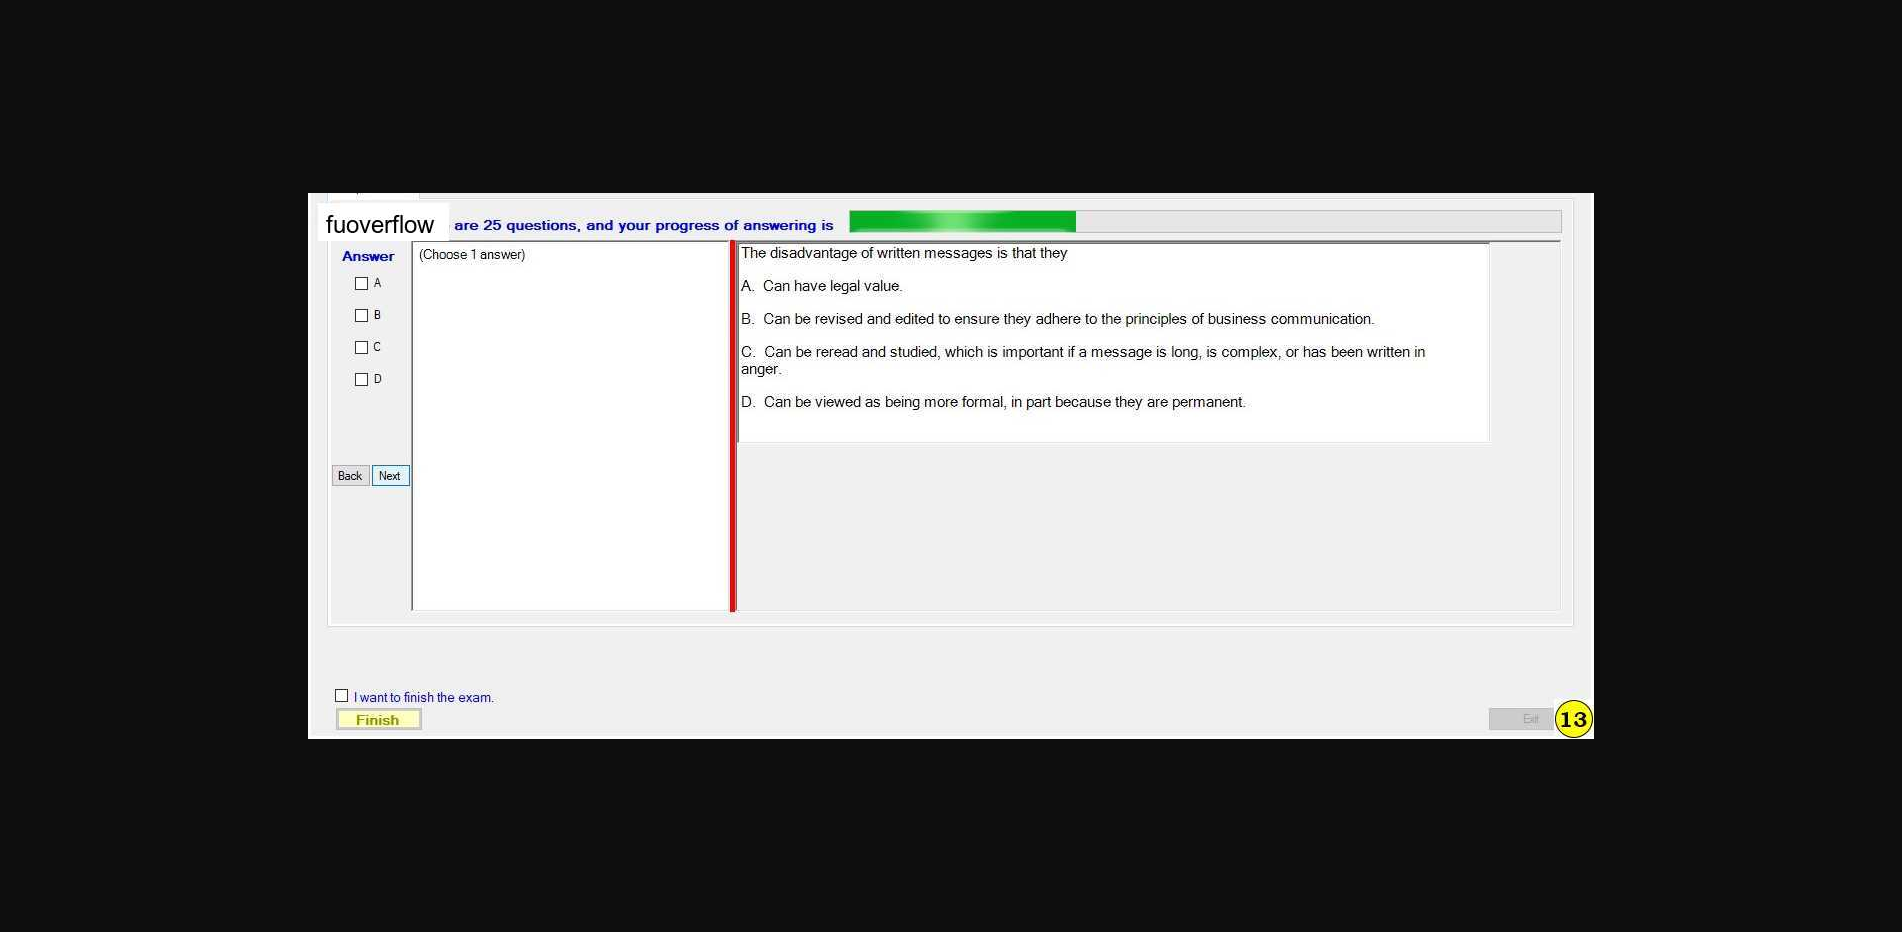 fuoverflow are 25 questions, and your progress of answering is
Answer
(Choose 1 answer)
A
B
C
D
Back Next
The disadvantage of written messages is that they
A. Can have legal value.
B. Can be revised and edited to ensure they adhere to the principles of business communication.
C. Can be reread and studied, which is important if a message is long, is complex, or has been written in
anger.
D. Can be viewed as being more formal, in part because they are permanent.
I want to finish the exam.
Finish
Exit
13